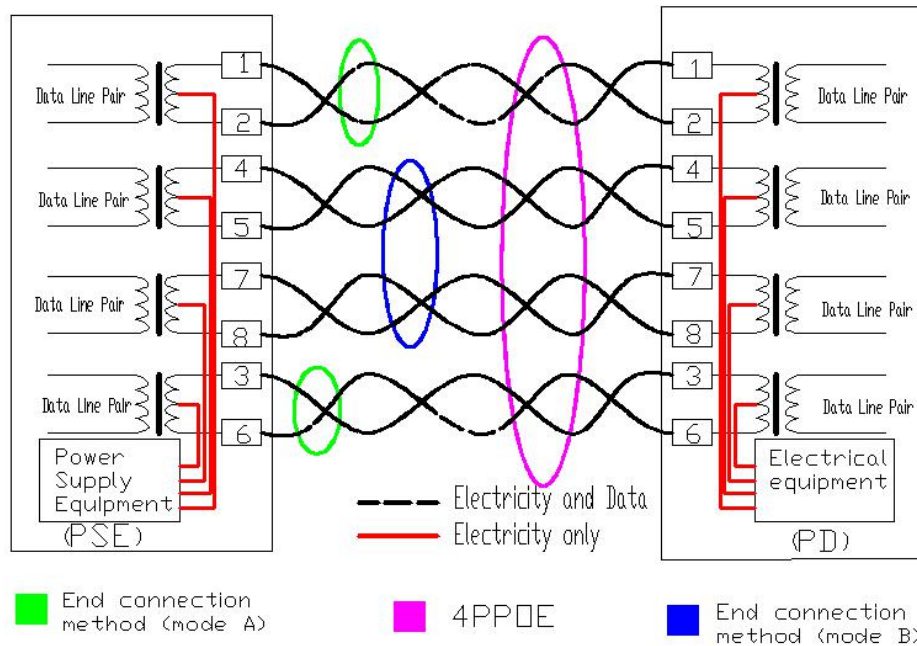 1
1
Data Line Pair
Data Line Pair
2
2
4
4
Data Line Pair
Data Line Pair
5
5
7
7
Data Line Pair
Data Line Pair
8
8
3
3
Data Line Pair
Data Line Pair
6
6
Power
Supply
Equlpment
(PSE)
Electrical
equipment
(PD)
Electricity and Data
Electricity only
End connection
method (mode A)
4PPOE
End connection
method (mode B)